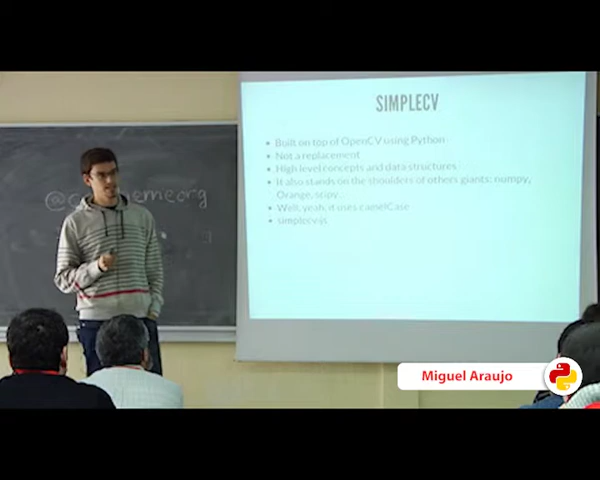 SIMPLECV
Built on top of OpenCV using Python
Not a replacement
High level concepts and data structures
It also stands on the shoulders of others giants: numpy,
Orange, scipy...
Well, yeah, it uses camelCase
simplecv.js
emeorg
Miguel Araujo